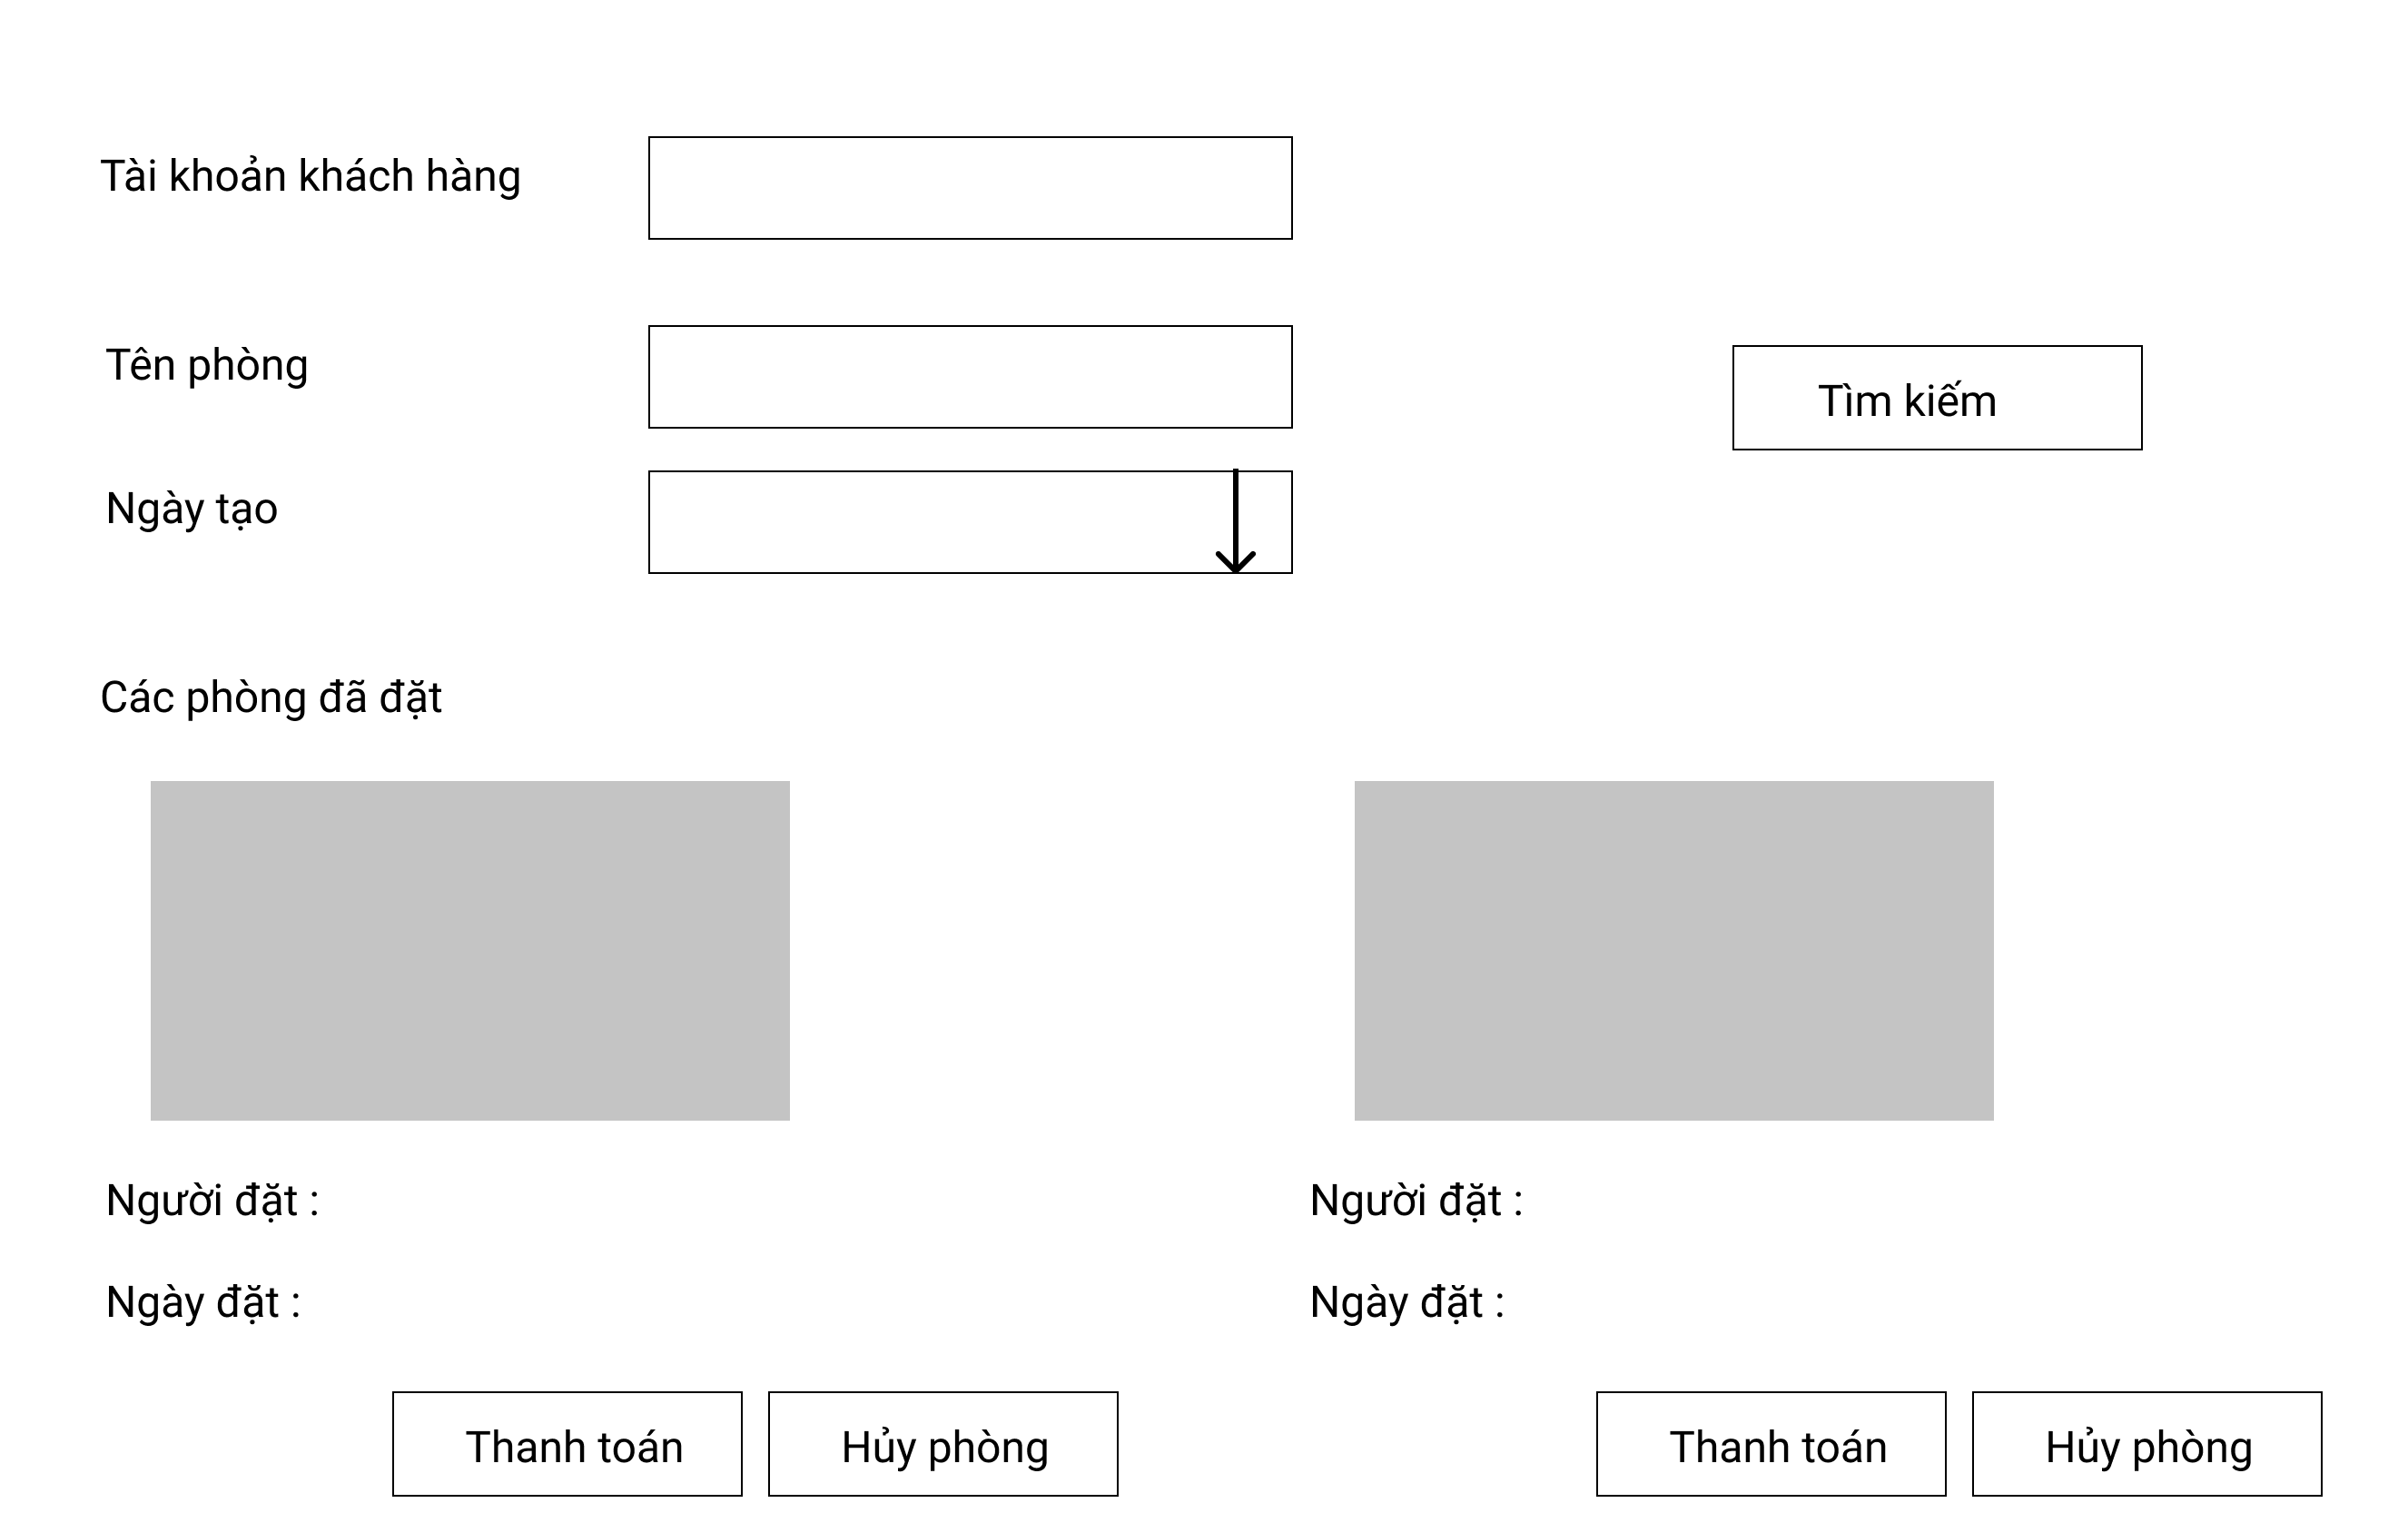 Tài khoản khách hàng
Tên phòng
Tìm kiếm
Ngày tạo
Các phòng đã đặt
Người đặt :
Người đặt :
Ngày đặt :
Ngày đặt :
Thanh toán
Hủy phòng
Thanh toán
Hủy phòng